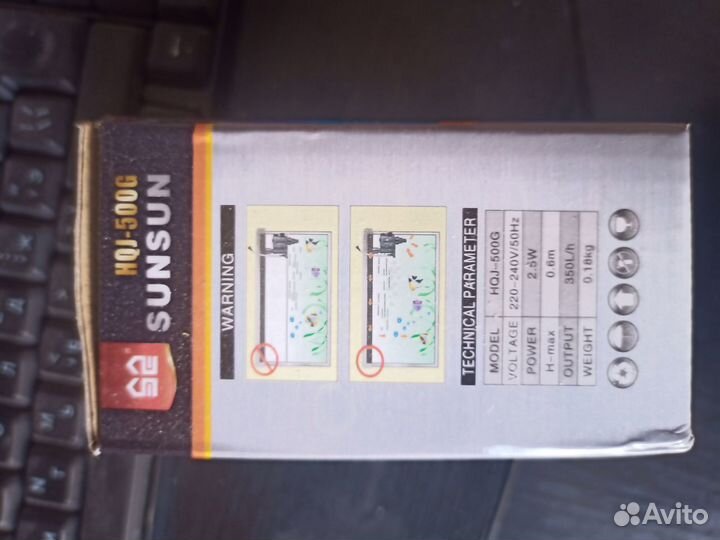 HQJ-500G
SUNSUN
WARNING
TECHNICAL PARAMETER
MODEL HQJ-500G
VOLTAGE 220-240V/50Hz
POWER 2.5W
H-max 0.6m
OUTPUT 350L/h
WEIGHT 0.18kg
Avito